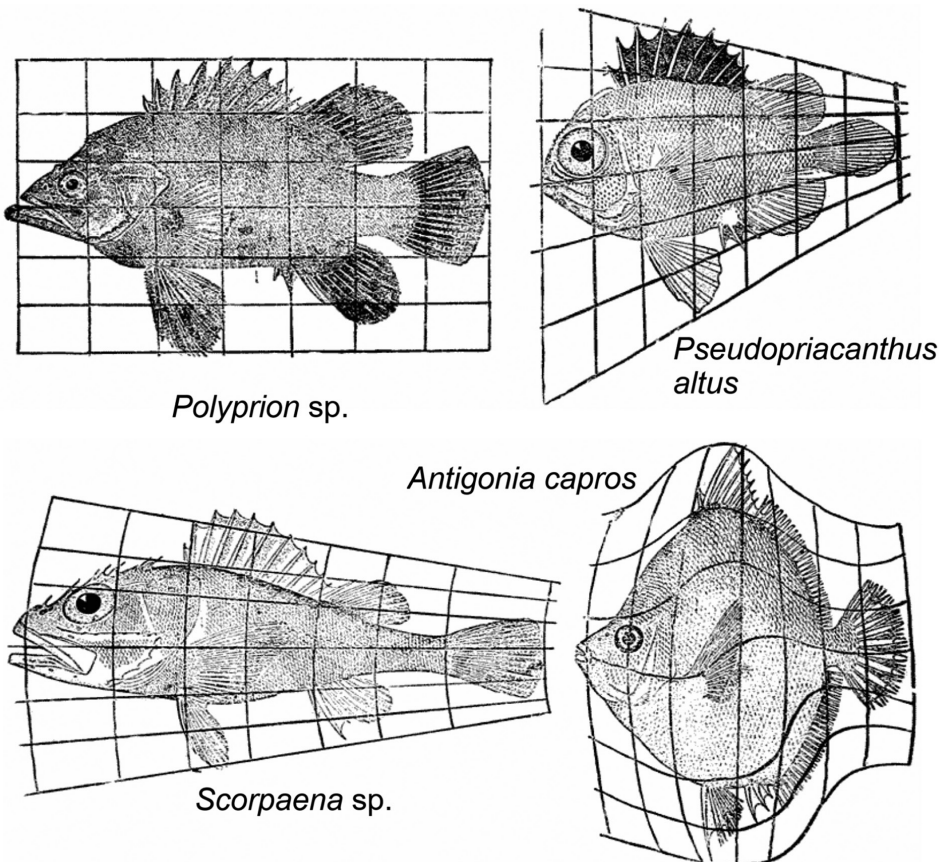 Polyprion sp.
Pseudopriacanthus
altus
Antigonia capros
Scorpaena sp.